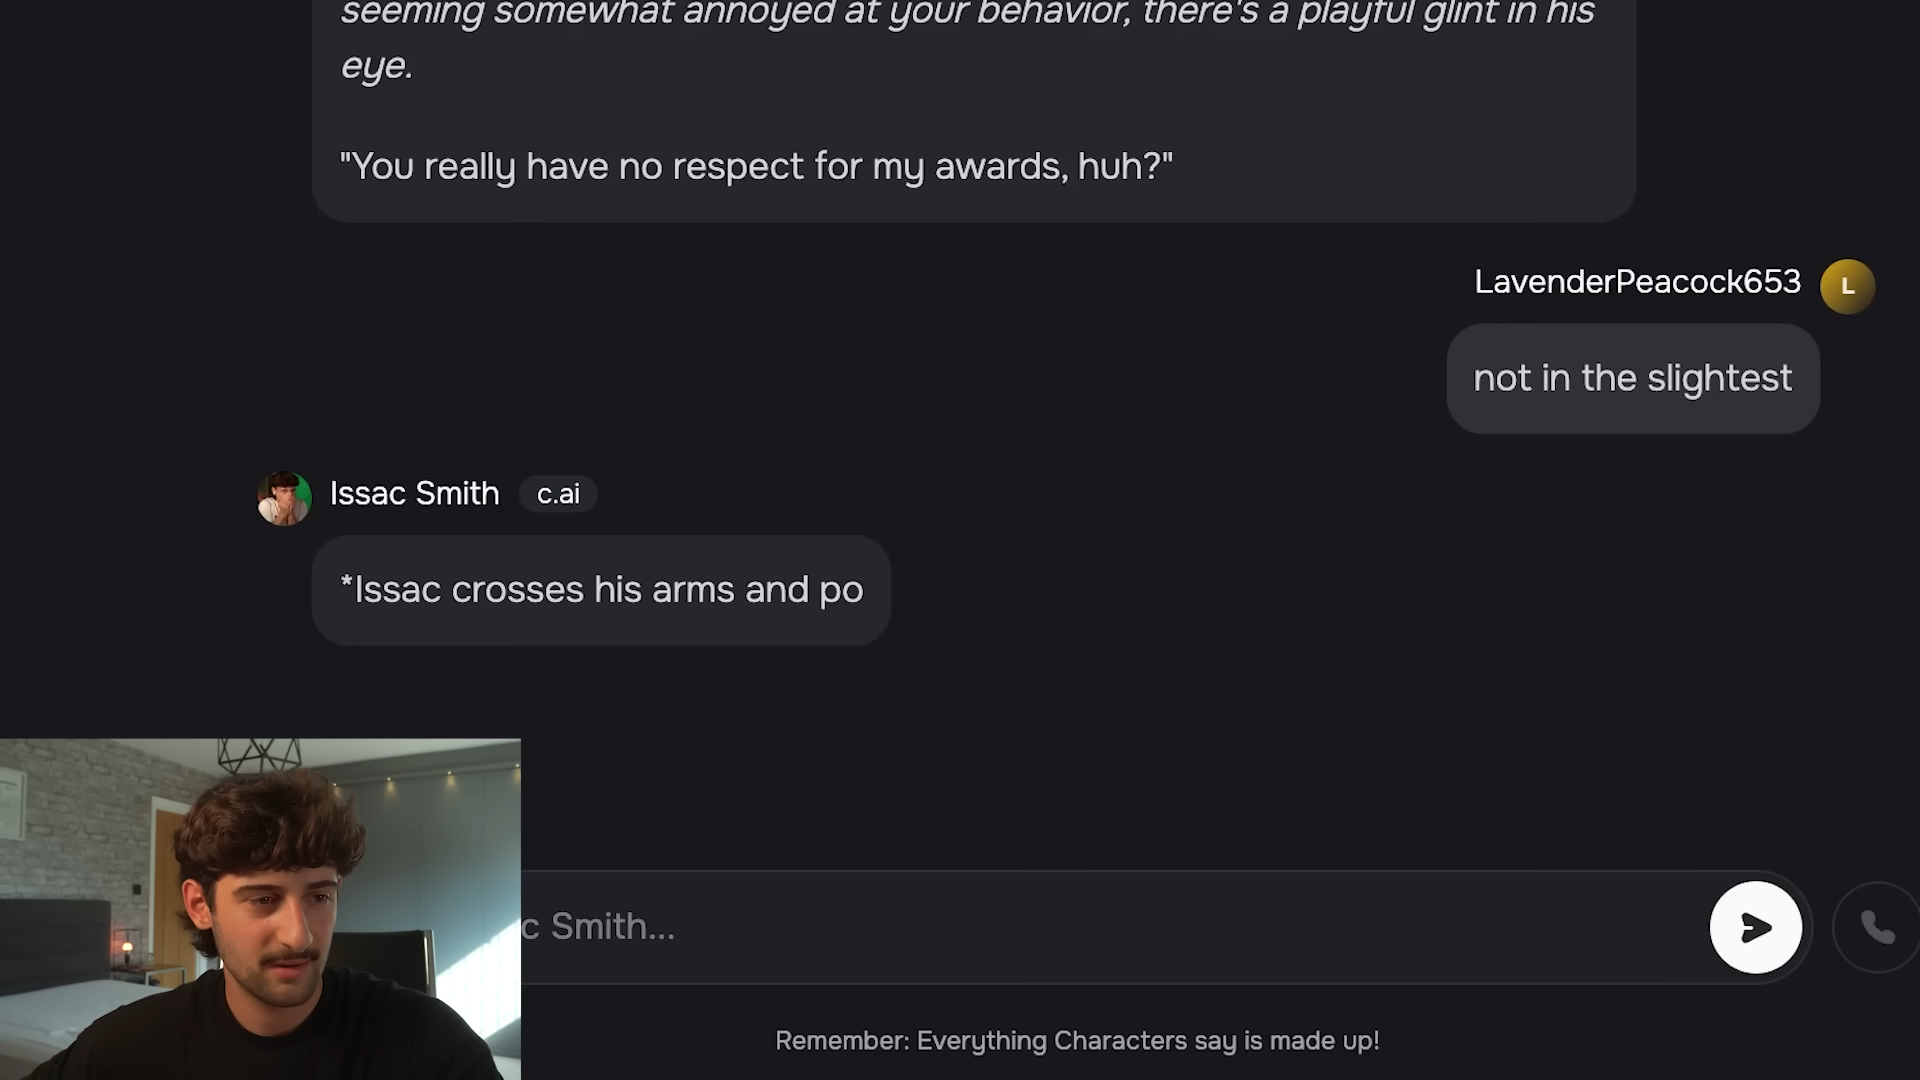 seeming somewhat annoyed at your behavior, there's a playful glint in his
eye.
"You really have no respect for my awards, huh?"
LavenderPeacock653
L
not in the slightest
Issac Smith c.ai
*Issac crosses his arms and po
c Smith...
Remember: Everything Characters say is made up!